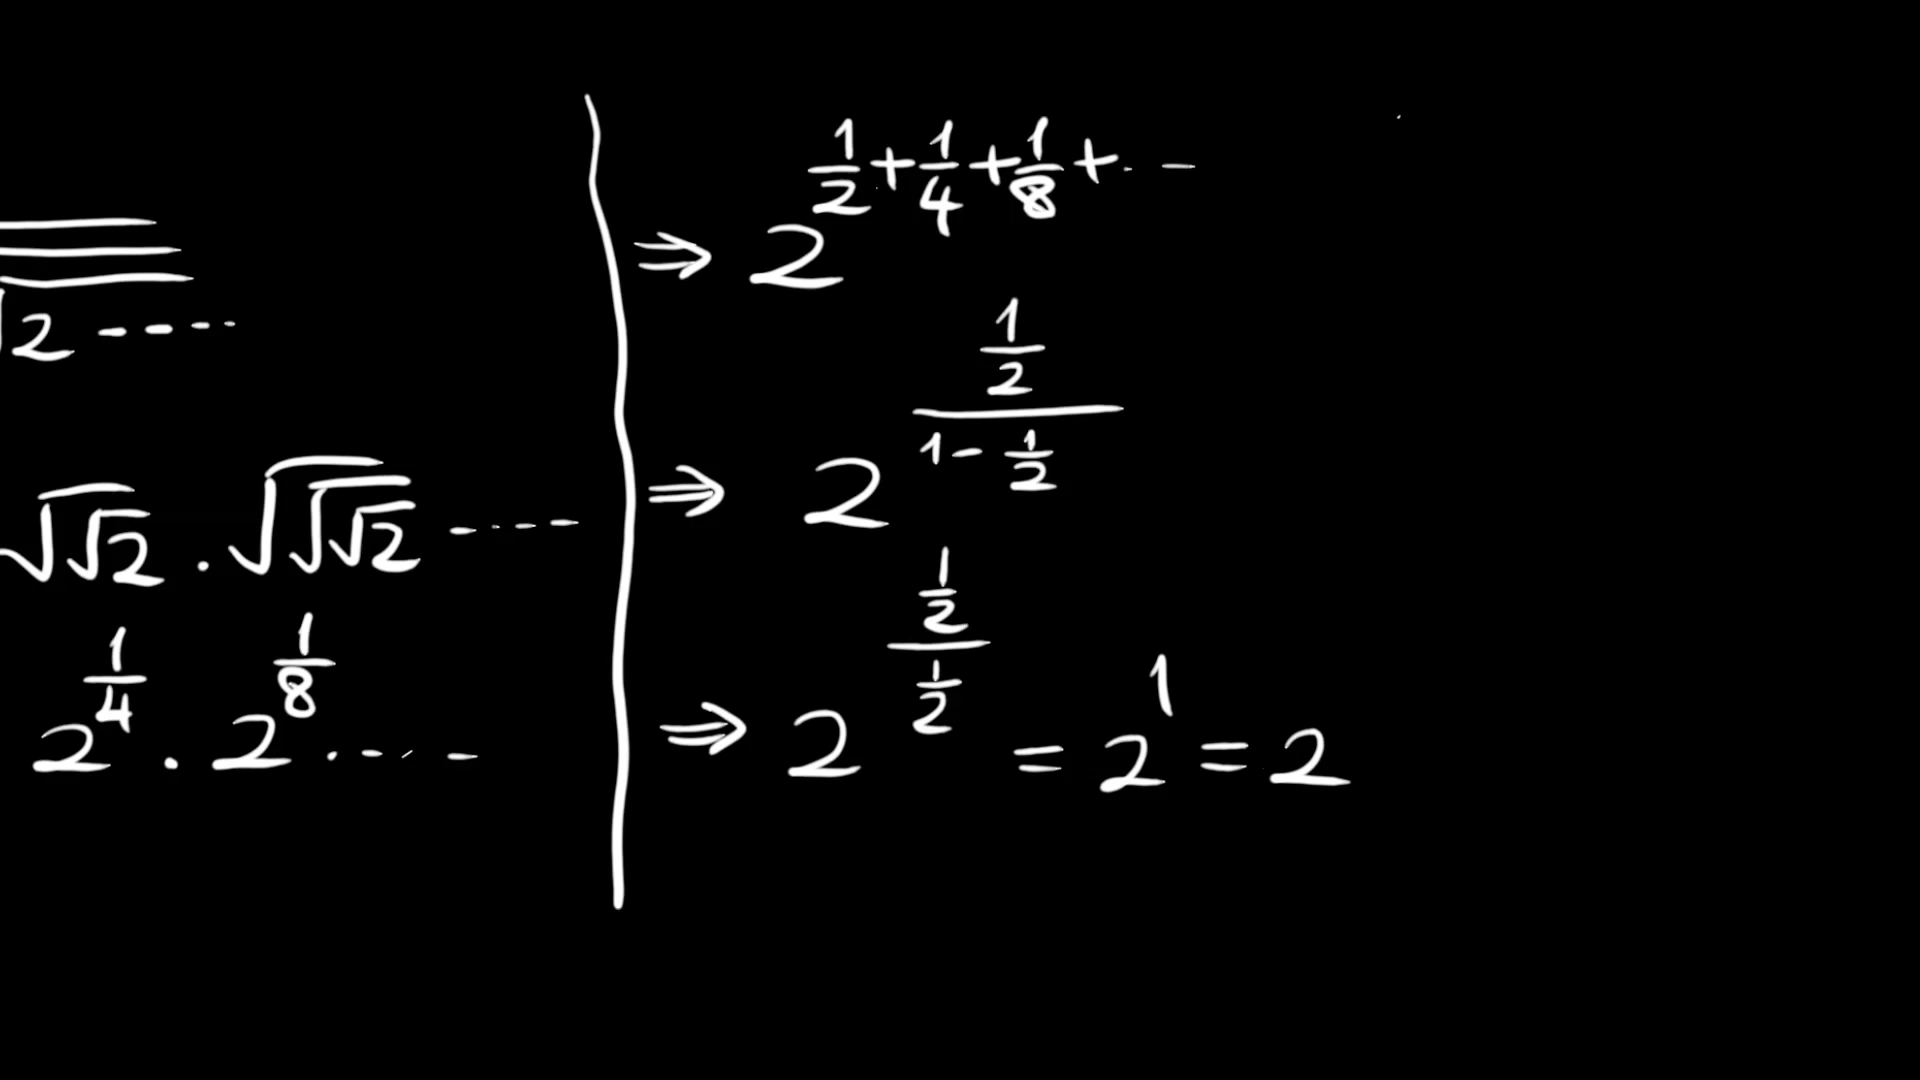 √2 ----
√√2 . √√√2 ----
2^(1/4) . 2^(1/8) . - - -
⇒ 2^(1/2 + 1/4 + 1/8 + - -)
⇒ 2^((1/2)/(1 - 1/2))
⇒ 2^((1/2)/(1/2)) = 2^1 = 2